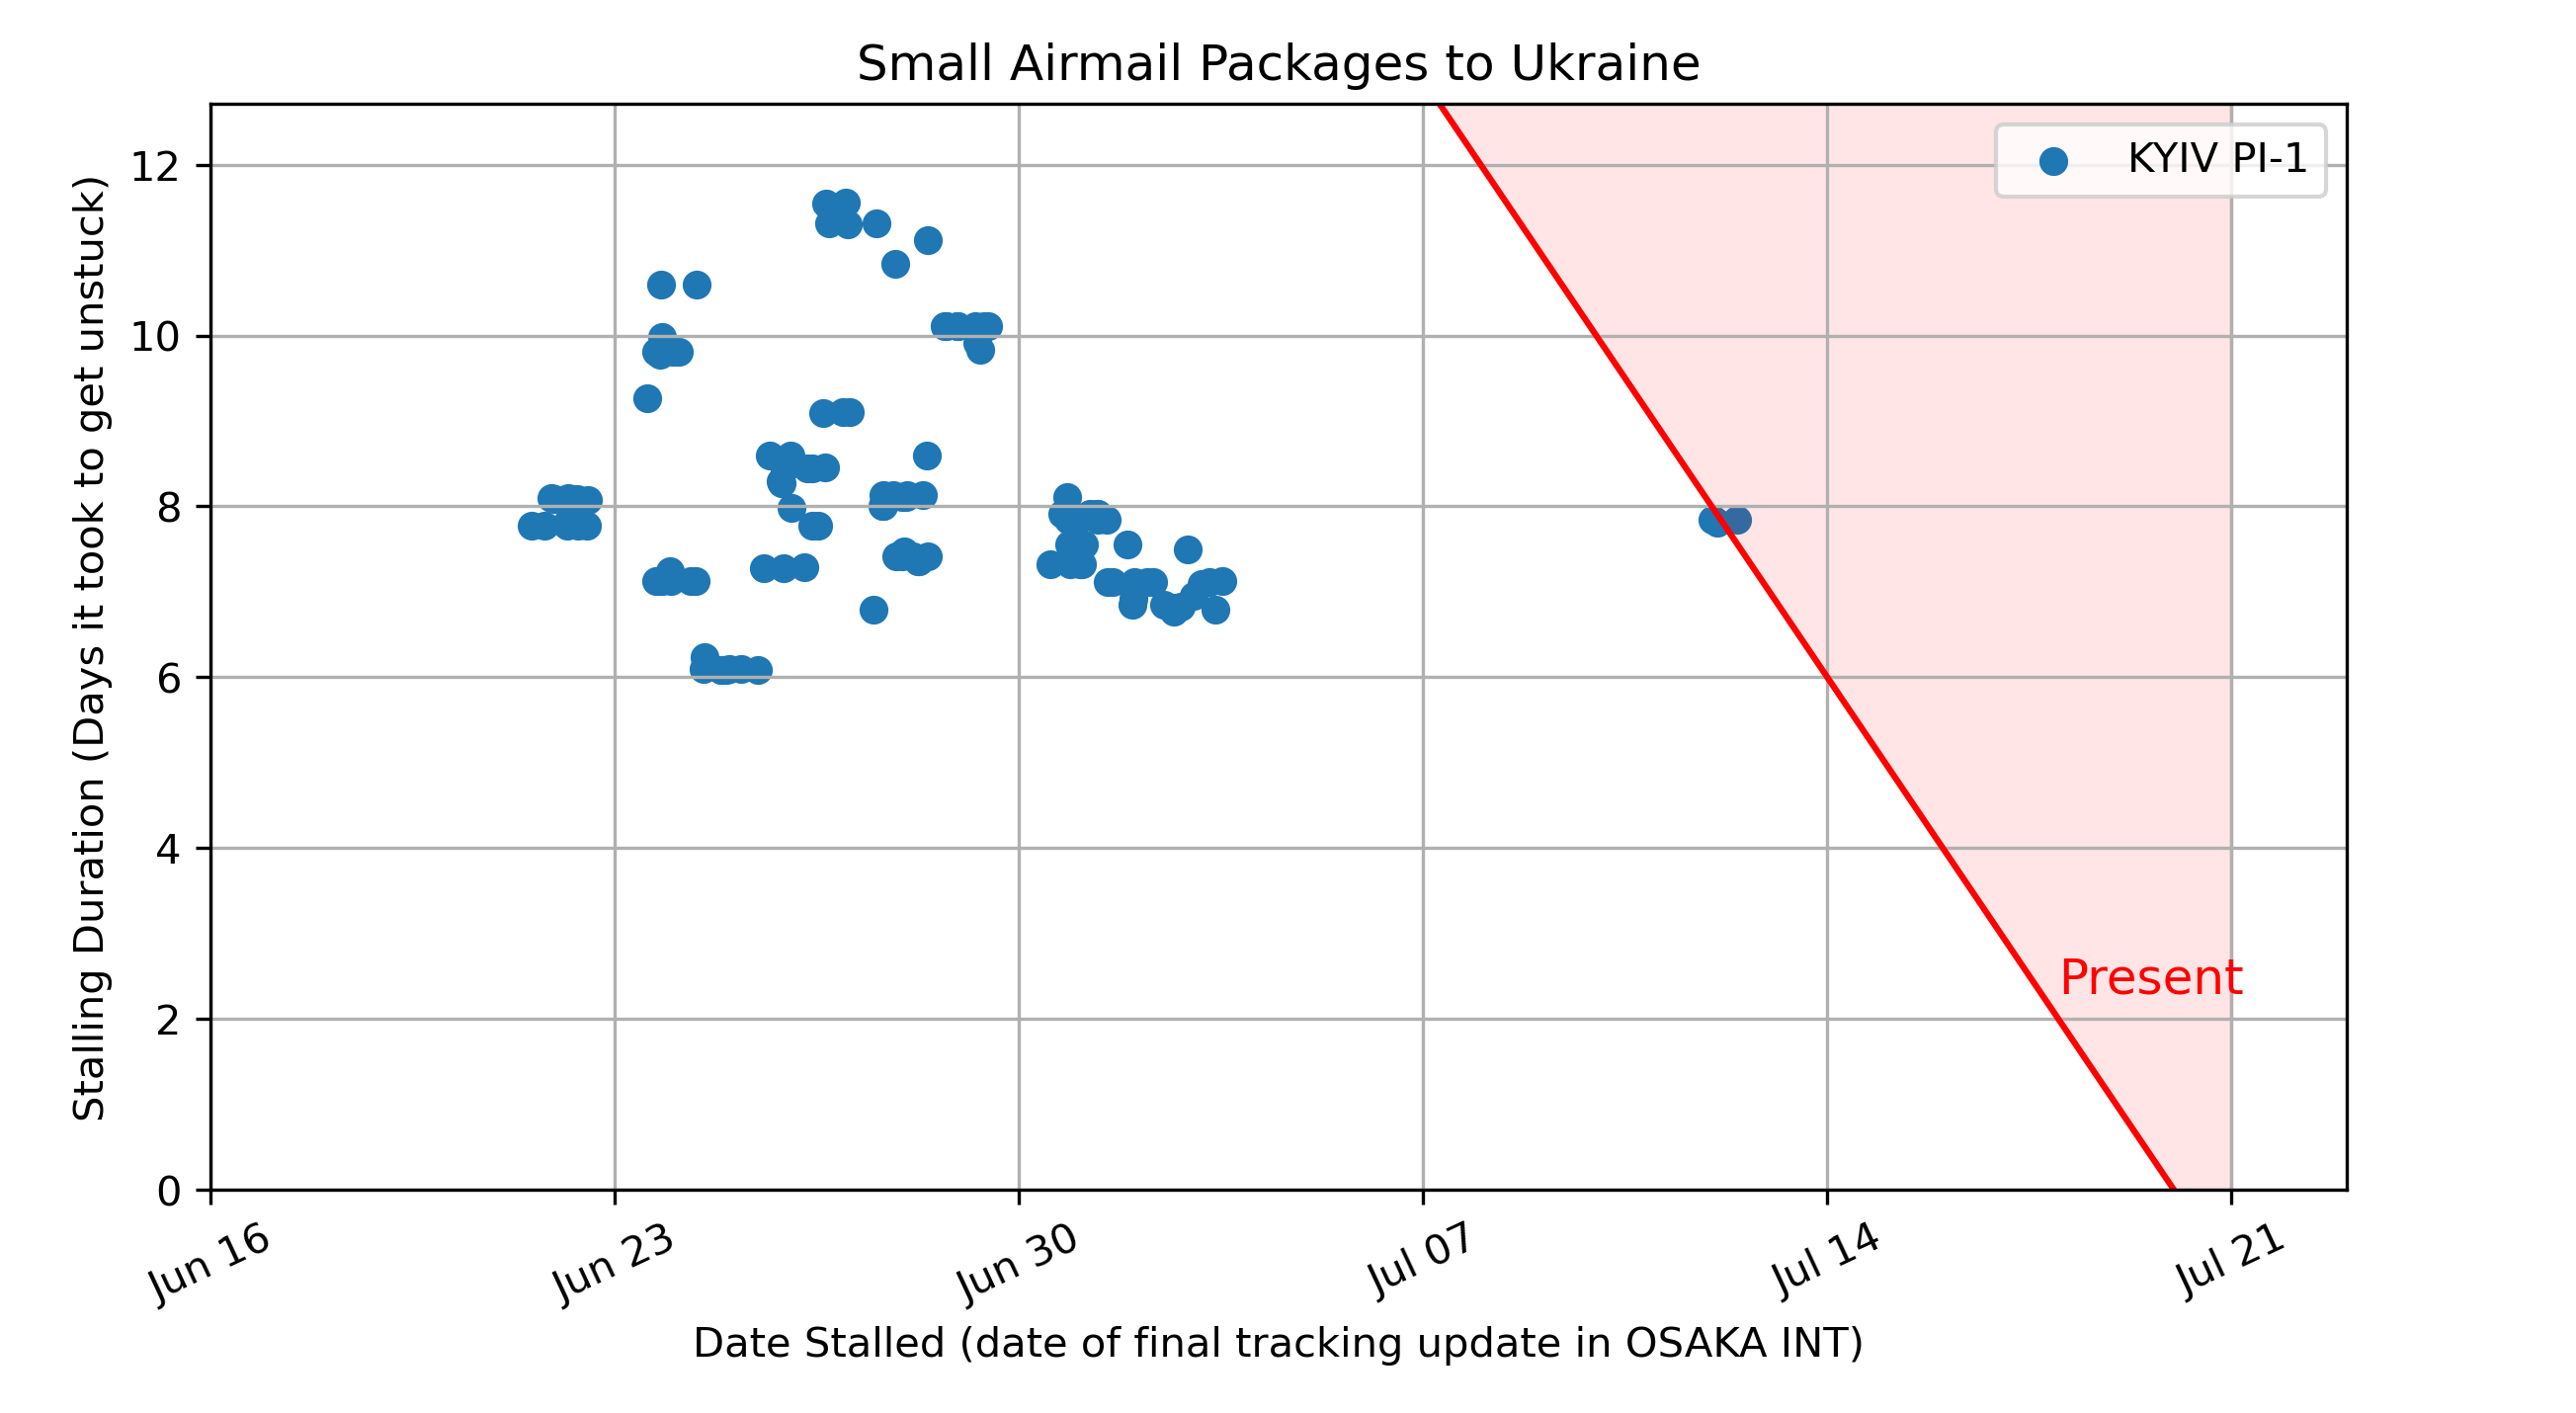 Small Airmail Packages to Ukraine
KYIV PI-1
Stalling Duration (Days it took to get unstuck)
12
10
8
6
4
2
0
Present
Jun 16
Jun 23
Jun 30
Jul 07
Jul 14
Jul 21
Date Stalled (date of final tracking update in OSAKA INT)